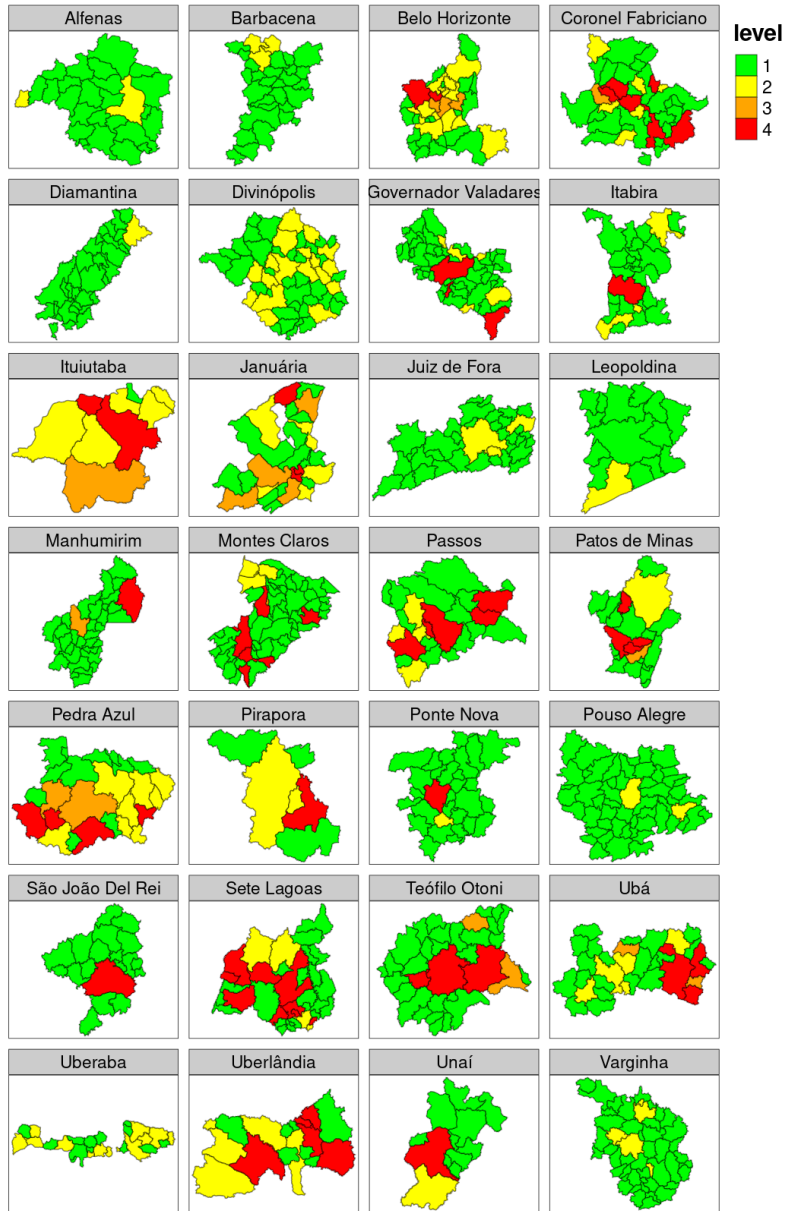 Alfenas
Barbacena
Belo Horizonte
Coronel Fabriciano
level
1
2
3
4
Diamantina
Divinópolis
Governador Valadares
Itabira
Ituiutaba
Januária
Juiz de Fora
Leopoldina
Manhumirim
Montes Claros
Passos
Patos de Minas
Pedra Azul
Pirapora
Ponte Nova
Pouso Alegre
São João Del Rei
Sete Lagoas
Teófilo Otoni
Ubá
Uberaba
Uberlândia
Unaí
Varginha